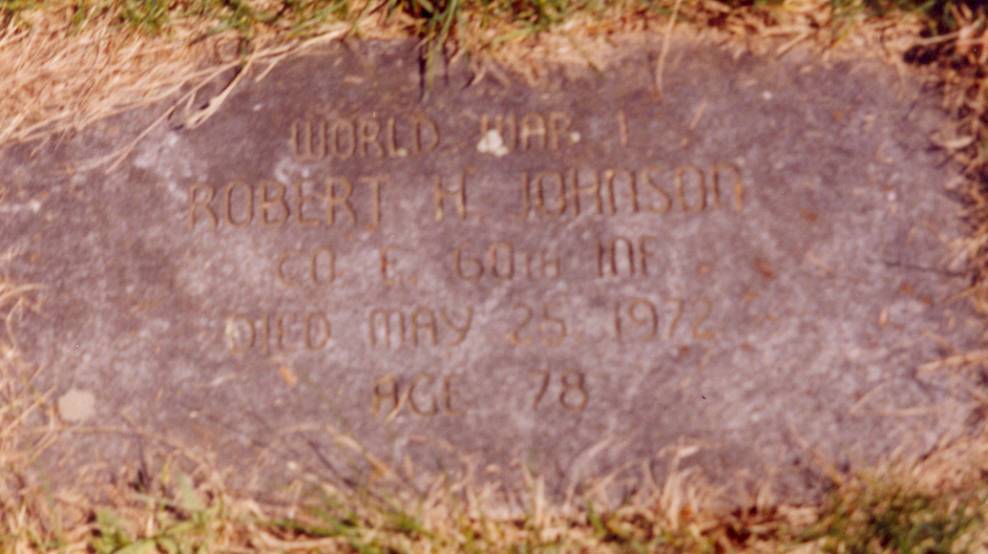 WORLD WAR I
ROBERT H. JOHNSON
CO. E. 60TH INF.
DIED MAY 25. 1972
AGE 78